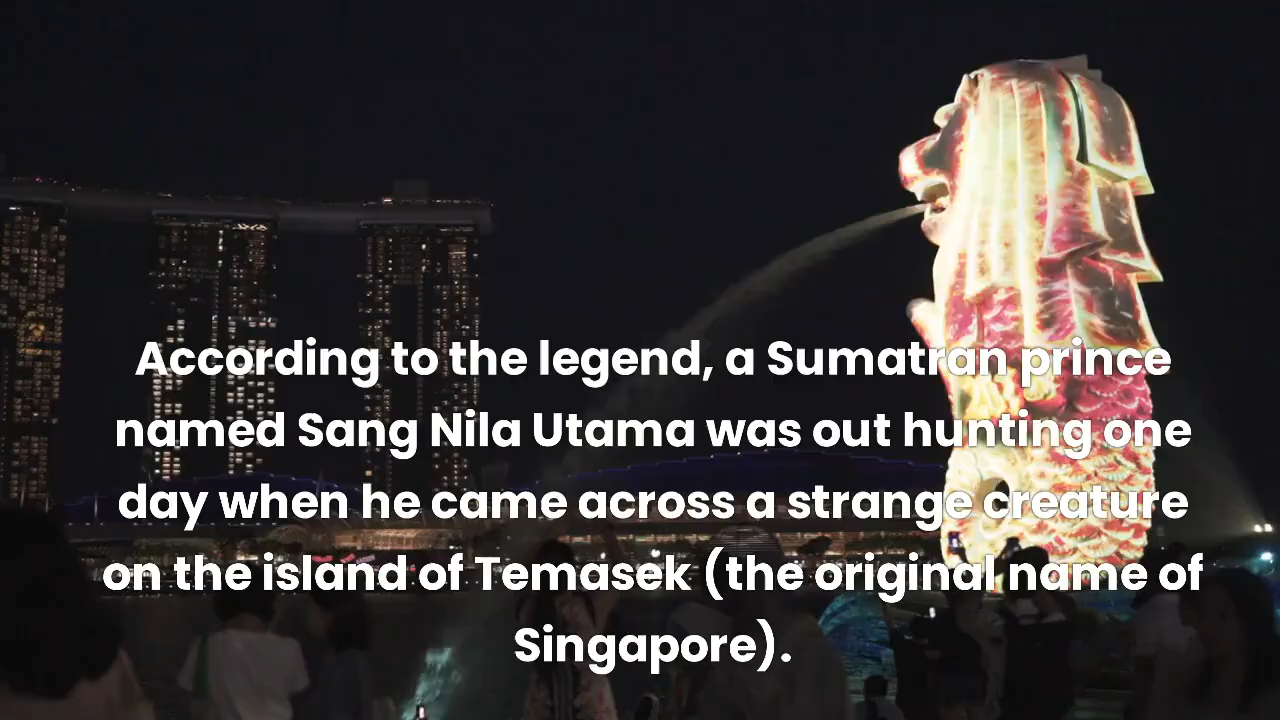 According to the legend, a Sumatran prince
named Sang Nila Utama was out hunting one
day when he came across a strange creature
on the island of Temasek (the original name of
Singapore).